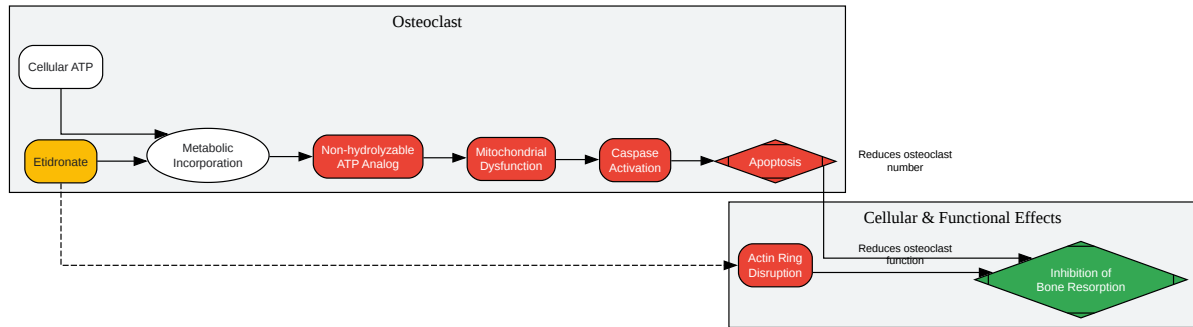 Osteoclast
Cellular ATP
Etidronate
Metabolic
Incorporation
Non-hydrolyzable
ATP Analog
Mitochondrial
Dysfunction
Caspase
Activation
Apoptosis
Reduces osteoclast
number
Cellular & Functional Effects
Actin Ring
Disruption
Reduces osteoclast
function
Inhibition of
Bone Resorption